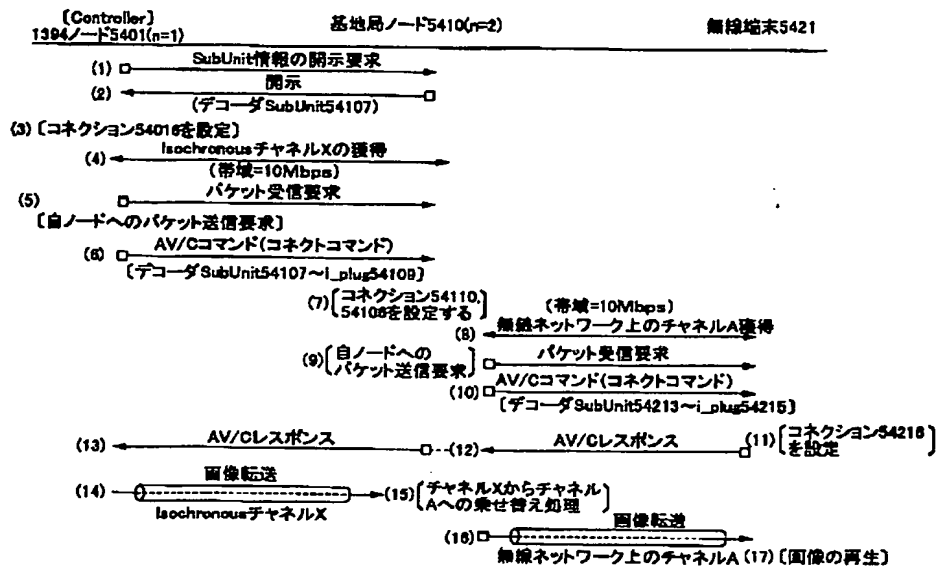 〔Controller〕
1394ノード5401(n=1)
基地局ノード5410(n=2)
無線端末5421
(1) SubUnit情報の開示要求
(2) 開示
(デコーダSubUnit54107)
(3)〔コネクション54016を設定〕
(4) IsochronousチャネルXの獲得
(帯域=10Mbps)
(5) パケット受信要求
〔自ノードへのパケット送信要求〕
(6) AV/Cコマンド(コネクトコマンド)
〔デコーダSubUnit54107～i_plug54109〕
(7)〔コネクション54110,
54106を設定する〕
(帯域=10Mbps)
(8) 無線ネットワーク上のチャネルA獲得
(9)〔自ノードへの
パケット送信要求〕
パケット受信要求
(10) AV/Cコマンド(コネクトコマンド)
〔デコーダSubUnit54213～i_plug54215〕
(11)〔コネクション54216
を設定〕
(12) AV/Cレスポンス
(13) AV/Cレスポンス
(14) 画像転送
IsochronousチャネルX
(15)〔チャネルXからチャネル
Aへの乗せ替え処理〕
(16) 画像転送
無線ネットワーク上のチャネルA (17)〔画像の再生〕